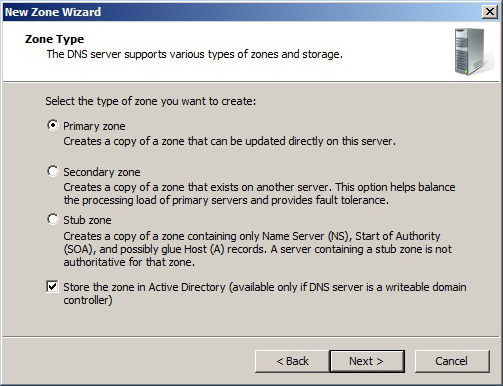 New Zone Wizard
Zone Type
The DNS server supports various types of zones and storage.
Select the type of zone you want to create:
Primary zone
Creates a copy of a zone that can be updated directly on this server.
Secondary zone
Creates a copy of a zone that exists on another server. This option helps balance
the processing load of primary servers and provides fault tolerance.
Stub zone
Creates a copy of a zone containing only Name Server (NS), Start of Authority
(SOA), and possibly glue Host (A) records. A server containing a stub zone is not
authoritative for that zone.
Store the zone in Active Directory (available only if DNS server is a writeable domain
controller)
< Back Next > Cancel